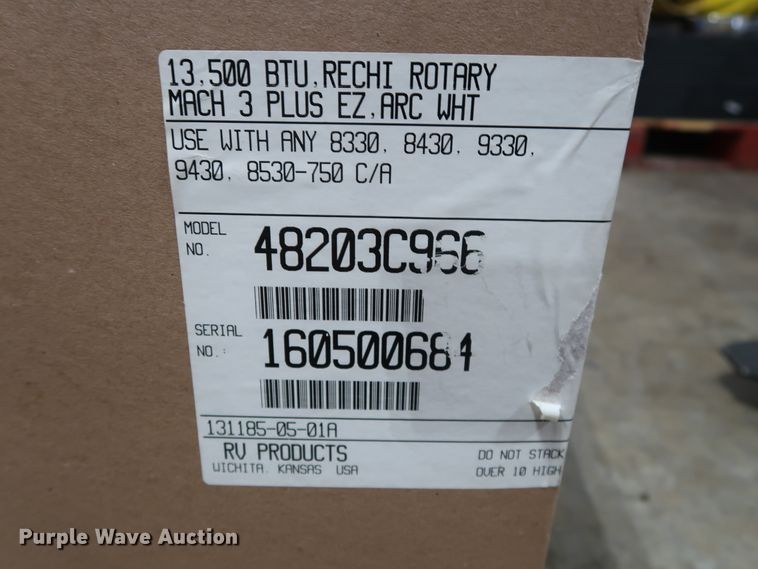 13,500 BTU,RECHI ROTARY
MACH 3 PLUS EZ,ARC WHT
USE WITH ANY 8330, 8430, 9330,
9430, 8530-750 C/A
MODEL NO. 48203C966
SERIAL NO.: 160500684
131185-05-01A
RV PRODUCTS
WICHITA, KANSAS USA
DO NOT STACK
OVER 10 HIGH
Purple Wave Auction